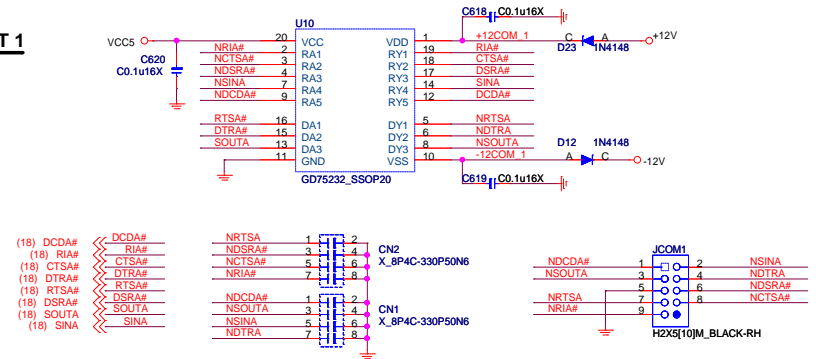 T 1
VCC5
C620
C0.1u16X
U10
C618 C0.1u16X
20 VCC VDD 1 +12COM_1
NRIA# 2 RA1 RY1 19 RIA#
NCTSA# 3 RA2 RY2 18 CTSA#
NDSRA# 4 RA3 RY3 17 DSRA#
NSINA 7 RA4 RY4 14 SINA
NDCDA# 9 RA5 RY5 12 DCDA#
C A
D23 1N4148
+12V
RTSA# 16 DA1 DY1 5 NRTSA
DTRA# 15 DA2 DY2 6 NDTRA
SOUTA 13 DA3 DY3 8 NSOUTA
11 GND VSS 10 -12COM_1
D12 1N4148
A C
-12V
GD75232_SSOP20
C619 C0.1u16X
(18) DCDA# DCDA#
(18) RIA# RIA#
(18) CTSA# CTSA#
(18) DTRA# DTRA#
(18) RTSA# RTSA#
(18) DSRA# DSRA#
(18) SOUTA SOUTA
(18) SINA SINA
NRTSA 1 2
NDSRA# 3 4
NCTSA# 5 6
NRIA# 7 8
CN2
X_8P4C-330P50N6
NDCDA# 1 2
NSOUTA 3 4
NSINA 5 6
NDTRA 7 8
CN1
X_8P4C-330P50N6
JCOM1
NDCDA# 1 2 NSINA
NSOUTA 3 4 NDTRA
5 6 NDSRA#
NRTSA 7 8 NCTSA#
NRIA# 9
H2X5[10]M_BLACK-RH